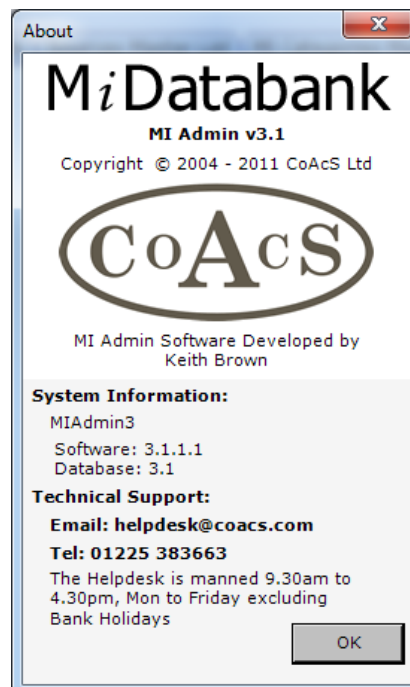 About
MiDatabank
MI Admin v3.1
Copyright © 2004 - 2011 CoAcS Ltd
CoAcS
MI Admin Software Developed by
Keith Brown
System Information:
MIAdmin3
Software: 3.1.1.1
Database: 3.1
Technical Support:
Email: helpdesk@coacs.com
Tel: 01225 383663
The Helpdesk is manned 9.30am to
4.30pm, Mon to Friday excluding
Bank Holidays
OK